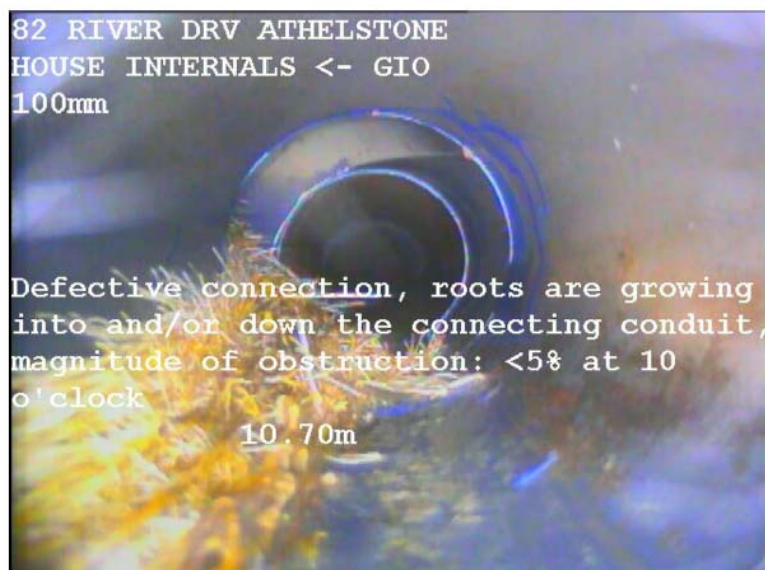 82 RIVER DRV ATHELSTONE
HOUSE INTERNALS <- GIO
100mm
Defective connection, roots are growing
into and/or down the connecting conduit,
magnitude of obstruction: <5% at 10
o'clock
10.70m